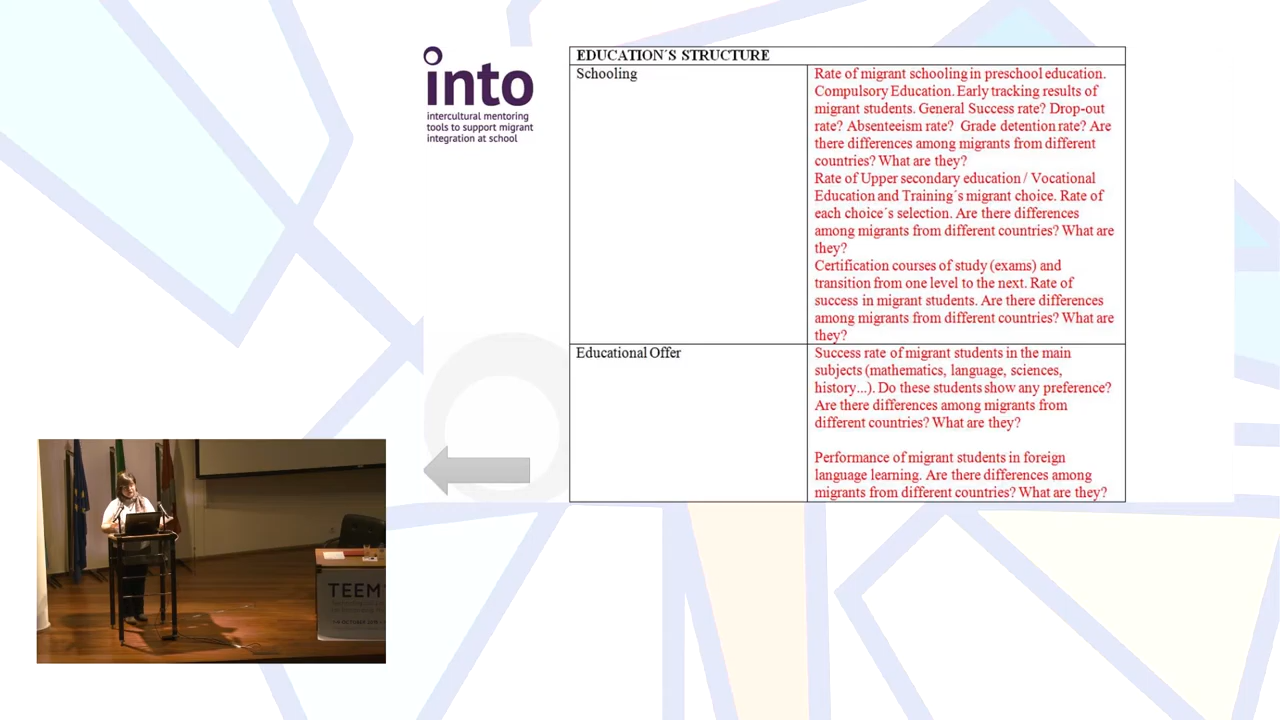 into
intercultural mentoring
tools to support migrant
integration at school
EDUCATION´S STRUCTURE
Schooling
Rate of migrant schooling in preschool education.
Compulsory Education. Early tracking results of
migrant students. General Success rate? Drop-out
rate? Absenteeism rate?  Grade detention rate? Are
there differences among migrants from different
countries? What are they?
Rate of Upper secondary education / Vocational
Education and Training´s migrant choice. Rate of
each choice´s selection. Are there differences
among migrants from different countries? What are
they?
Certification courses of study (exams) and
transition from one level to the next. Rate of
success in migrant students. Are there differences
among migrants from different countries? What are
they?
Educational Offer
Success rate of migrant students in the main
subjects (mathematics, language, sciences,
history...). Do these students show any preference?
Are there differences among migrants from
different countries? What are they?
Performance of migrant students in foreign
language learning. Are there differences among
migrants from different countries? What are they?
TEEM